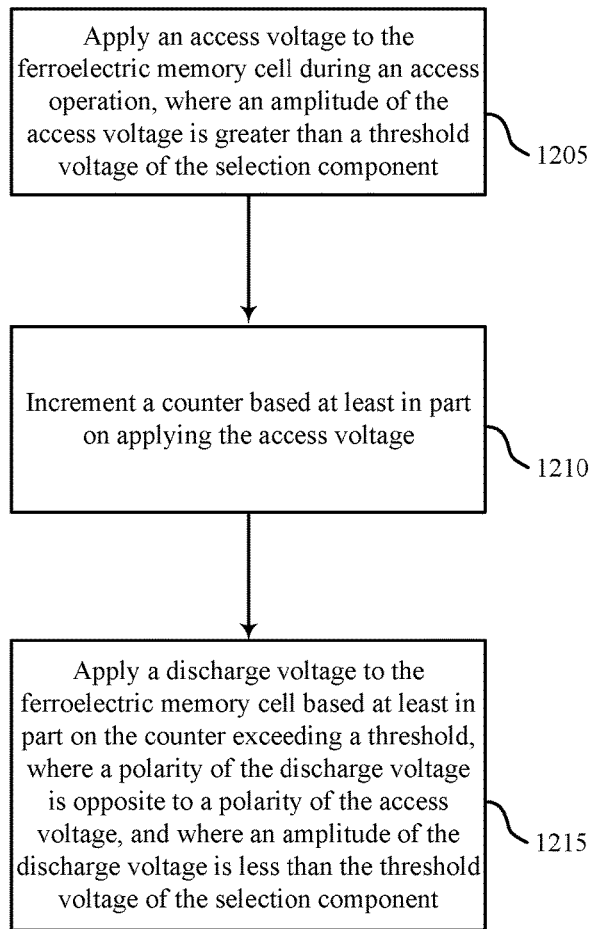 Apply an access voltage to the
ferroelectric memory cell during an access
operation, where an amplitude of the
access voltage is greater than a threshold
voltage of the selection component
1205
Increment a counter based at least in part
on applying the access voltage
1210
Apply a discharge voltage to the
ferroelectric memory cell based at least in
part on the counter exceeding a threshold,
where a polarity of the discharge voltage
is opposite to a polarity of the access
voltage, and where an amplitude of the
discharge voltage is less than the threshold
voltage of the selection component
1215